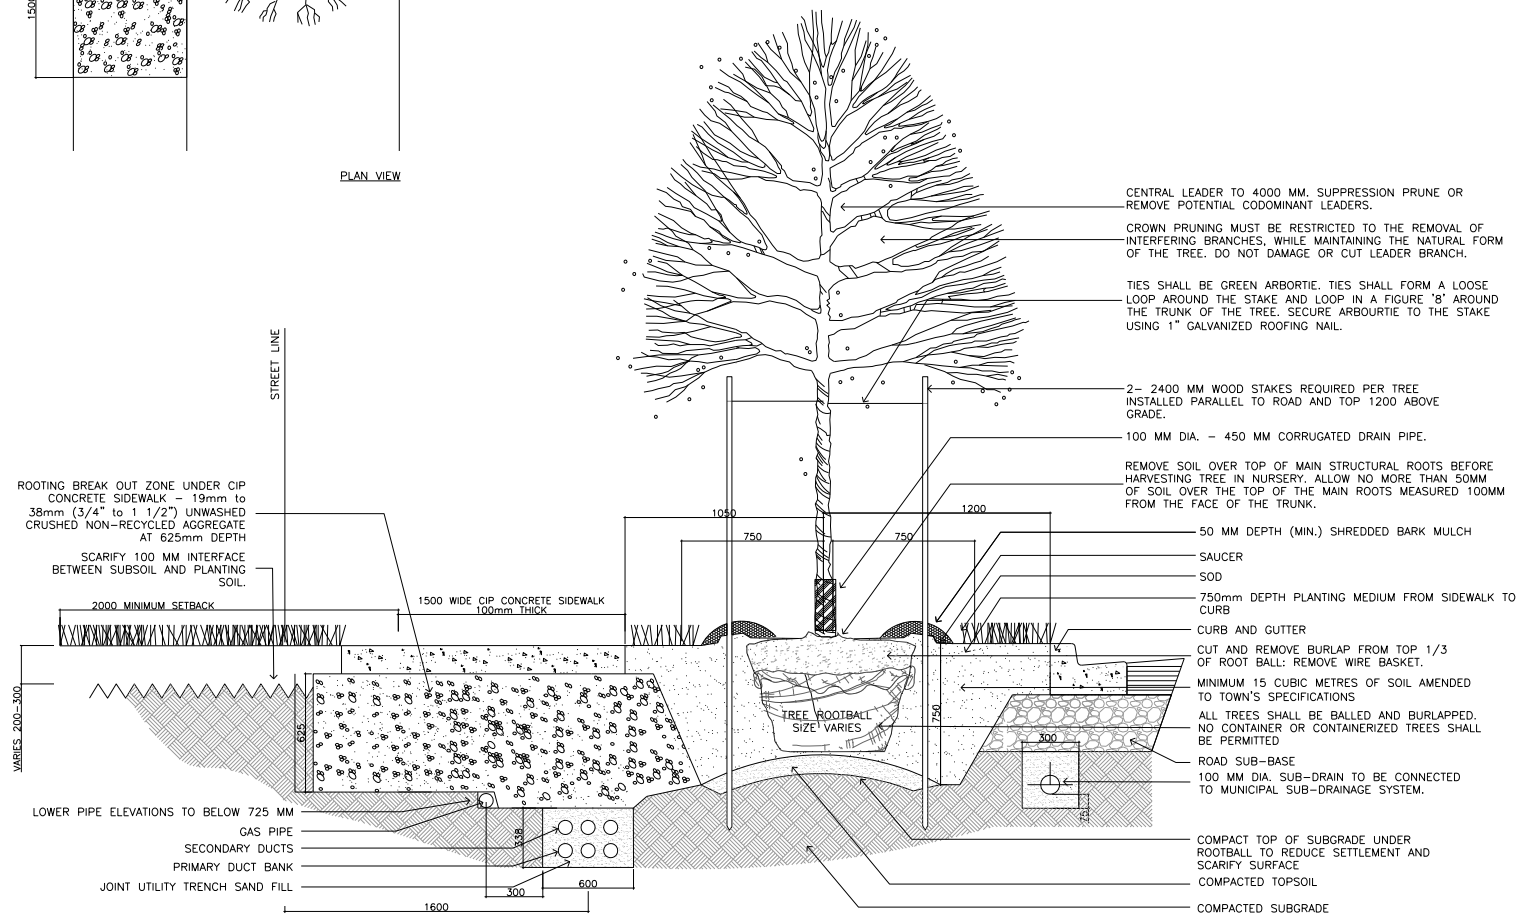 150
PLAN VIEW
STREET LINE
CENTRAL LEADER TO 4000 MM. SUPPRESSION PRUNE OR
REMOVE POTENTIAL CODOMINANT LEADERS.
CROWN PRUNING MUST BE RESTRICTED TO THE REMOVAL OF
INTERFERING BRANCHES, WHILE MAINTAINING THE NATURAL FORM
OF THE TREE. DO NOT DAMAGE OR CUT LEADER BRANCH.
TIES SHALL BE GREEN ARBORTIE. TIES SHALL FORM A LOOSE
LOOP AROUND THE STAKE AND LOOP IN A FIGURE '8' AROUND
THE TRUNK OF THE TREE. SECURE ARBOURTIE TO THE STAKE
USING 1" GALVANIZED ROOFING NAIL.
2- 2400 MM WOOD STAKES REQUIRED PER TREE
INSTALLED PARALLEL TO ROAD AND TOP 1200 ABOVE
GRADE.
100 MM DIA. - 450 MM CORRUGATED DRAIN PIPE.
REMOVE SOIL OVER TOP OF MAIN STRUCTURAL ROOTS BEFORE
HARVESTING TREE IN NURSERY. ALLOW NO MORE THAN 50MM
OF SOIL OVER THE TOP OF THE MAIN ROOTS MEASURED 100MM
FROM THE FACE OF THE TRUNK.
50 MM DEPTH (MIN.) SHREDDED BARK MULCH
SAUCER
SOD
750mm DEPTH PLANTING MEDIUM FROM SIDEWALK TO
CURB
CURB AND GUTTER
CUT AND REMOVE BURLAP FROM TOP 1/3
OF ROOT BALL: REMOVE WIRE BASKET.
MINIMUM 15 CUBIC METRES OF SOIL AMENDED
TO TOWN'S SPECIFICATIONS
ALL TREES SHALL BE BALLED AND BURLAPPED.
NO CONTAINER OR CONTAINERIZED TREES SHALL
BE PERMITTED
ROAD SUB-BASE
100 MM DIA. SUB-DRAIN TO BE CONNECTED
TO MUNICIPAL SUB-DRAINAGE SYSTEM.
COMPACT TOP OF SUBGRADE UNDER
ROOTBALL TO REDUCE SETTLEMENT AND
SCARIFY SURFACE
COMPACTED TOPSOIL
COMPACTED SUBGRADE
ROOTING BREAK OUT ZONE UNDER CIP
CONCRETE SIDEWALK - 19mm to
38mm (3/4" to 1 1/2") UNWASHED
CRUSHED NON-RECYCLED AGGREGATE
AT 625mm DEPTH
SCARIFY 100 MM INTERFACE
BETWEEN SUBSOIL AND PLANTING
SOIL.
2000 MINIMUM SETBACK
1500 WIDE CIP CONCRETE SIDEWALK
100mm THICK
1050
1200
750
750
VARIES 200-300
625
TREE ROOTBALL
SIZE VARIES
750
300
75
LOWER PIPE ELEVATIONS TO BELOW 725 MM
GAS PIPE
SECONDARY DUCTS
PRIMARY DUCT BANK
JOINT UTILITY TRENCH SAND FILL
338
300
600
1600